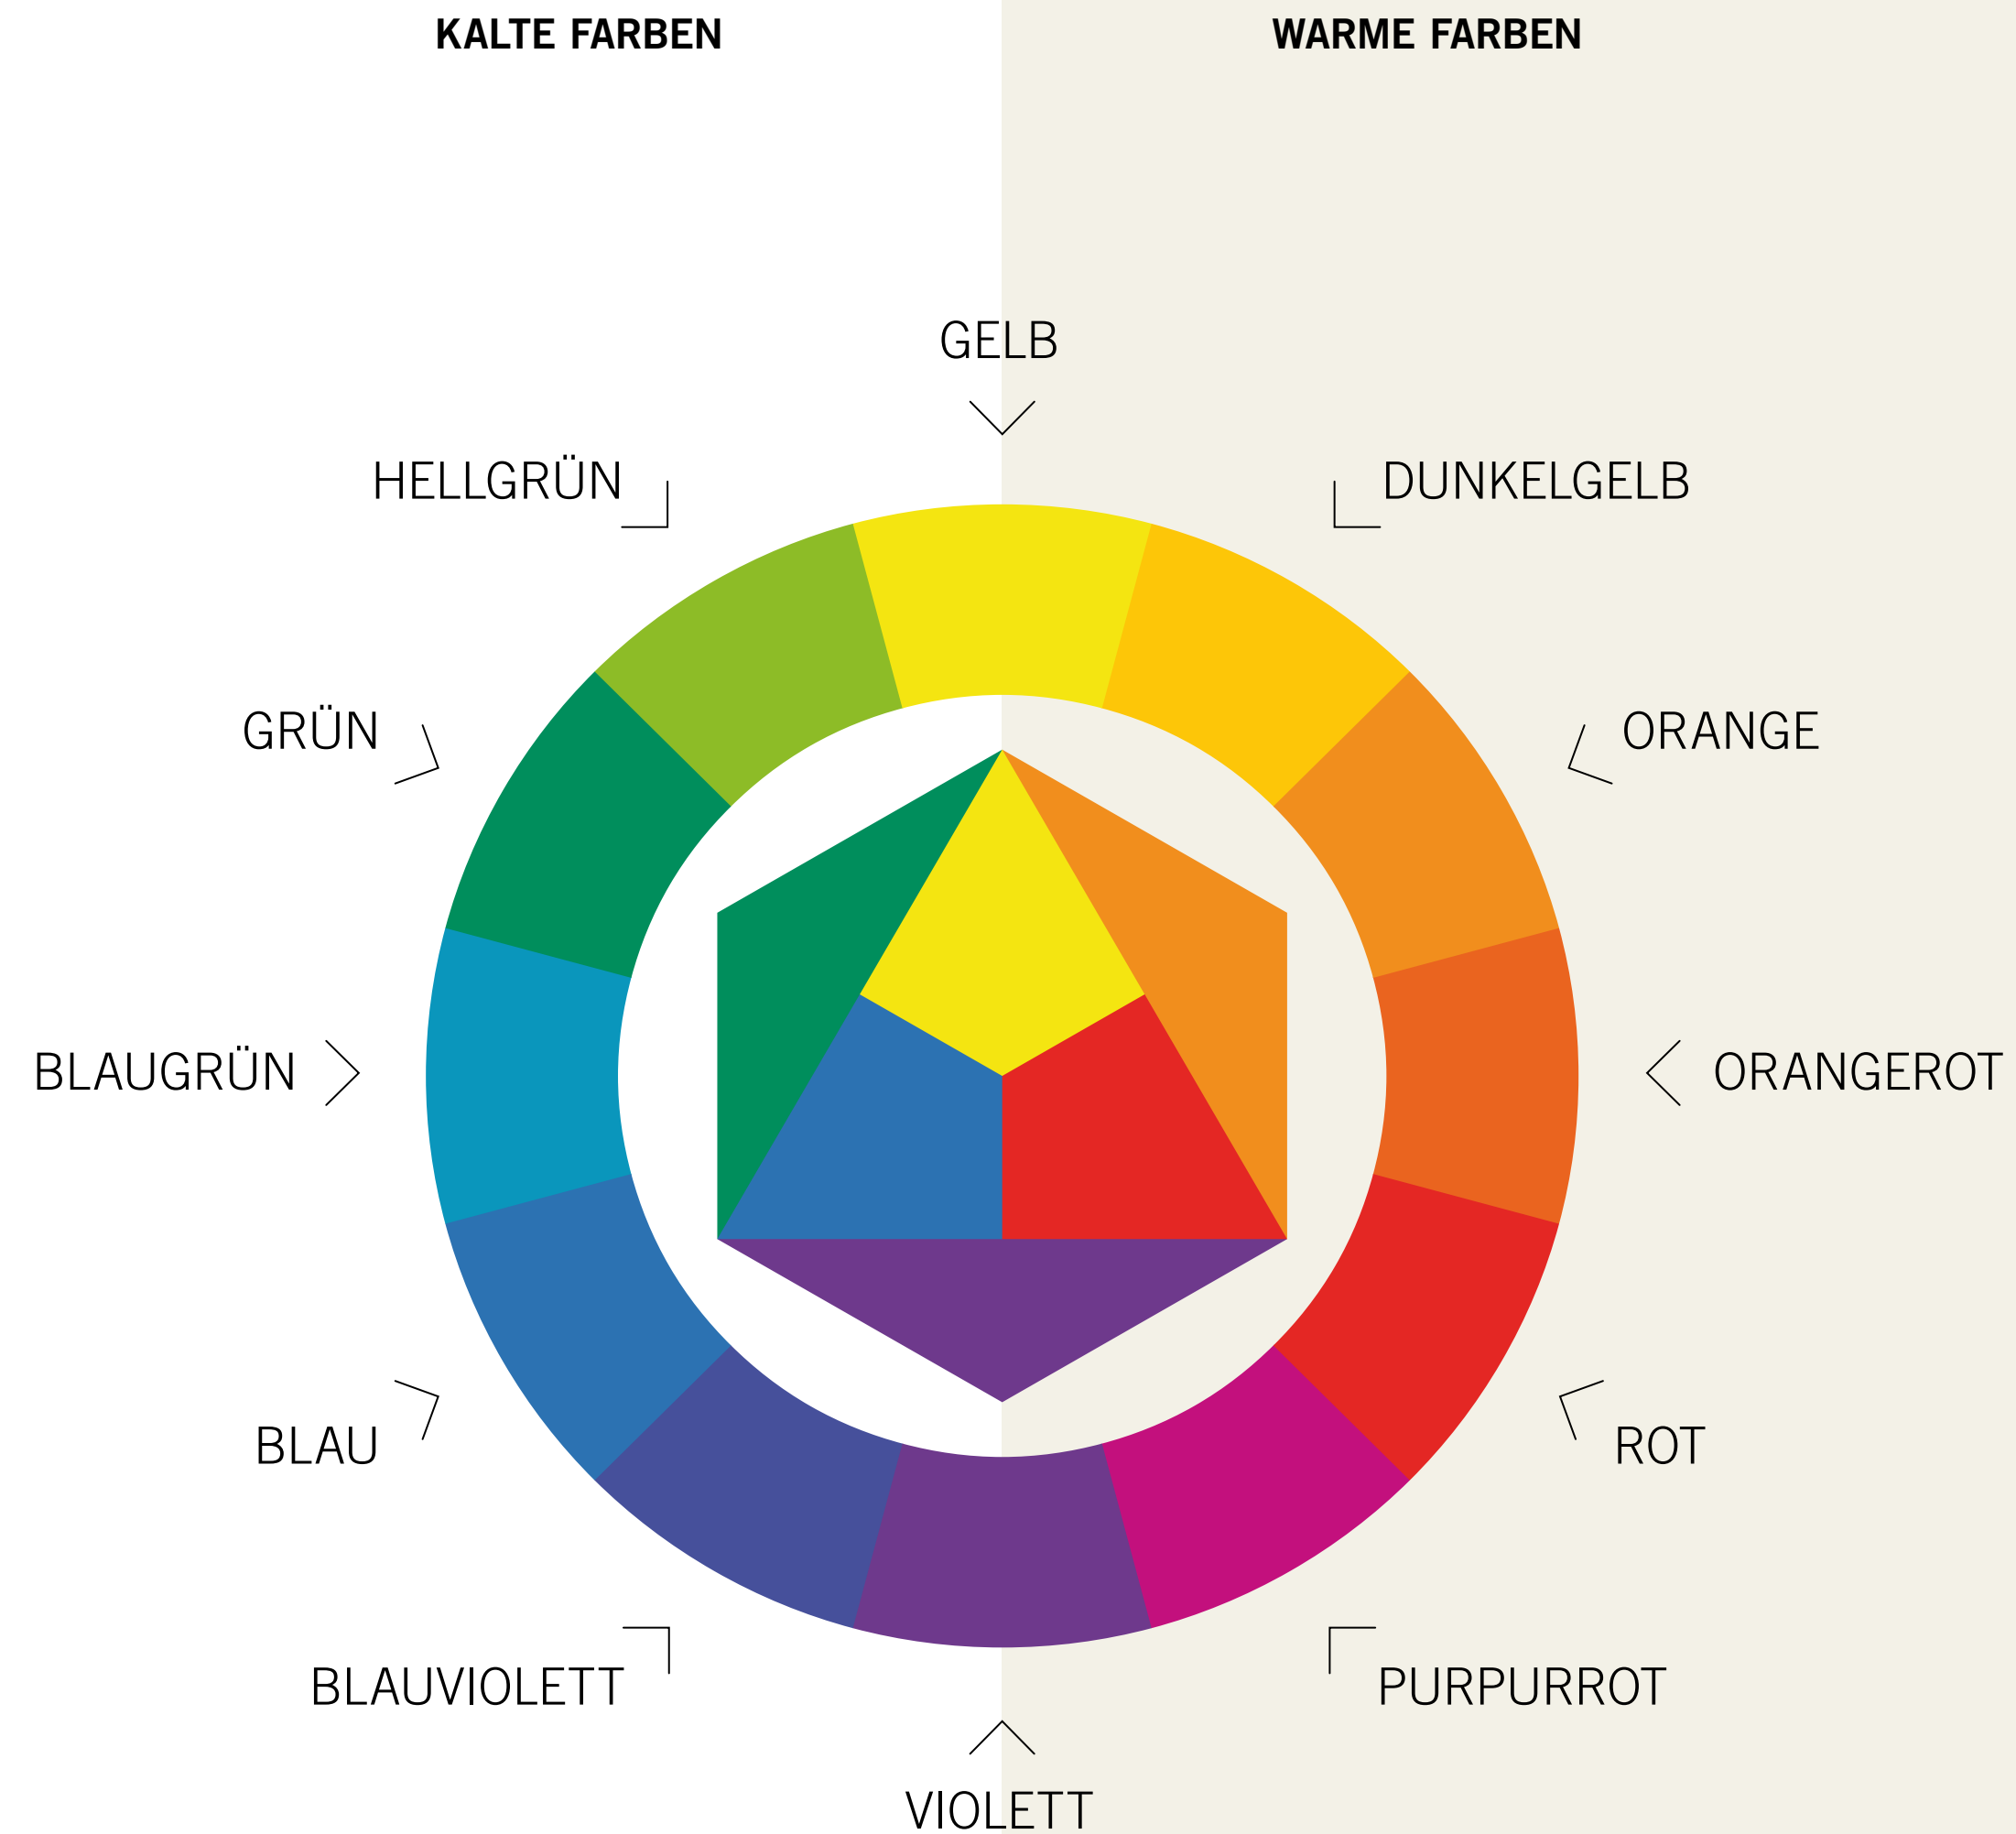 KALTE FARBEN
WARME FARBEN
GELB
HELLGRÜN
DUNKELGELB
GRÜN
ORANGE
BLAUGRÜN
ORANGEROT
BLAU
ROT
BLAUVIOLETT
PURPURROT
VIOLETT